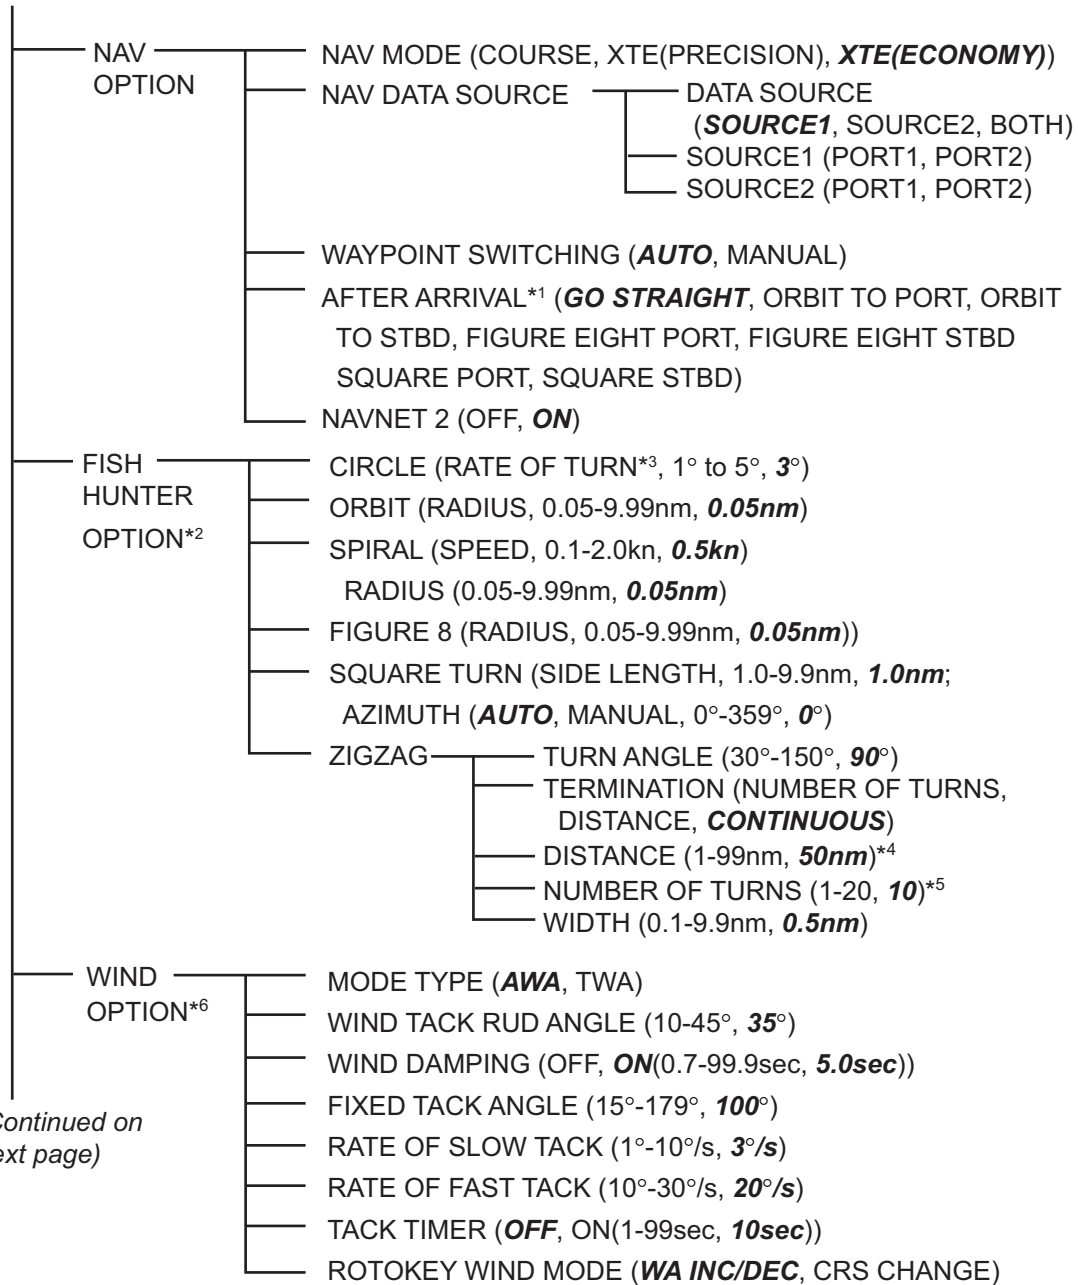 NAV
OPTION
NAV MODE (COURSE, XTE(PRECISION), XTE(ECONOMY))
NAV DATA SOURCE
DATA SOURCE
(SOURCE1, SOURCE2, BOTH)
SOURCE1 (PORT1, PORT2)
SOURCE2 (PORT1, PORT2)
WAYPOINT SWITCHING (AUTO, MANUAL)
AFTER ARRIVAL*1 (GO STRAIGHT, ORBIT TO PORT, ORBIT
TO STBD, FIGURE EIGHT PORT, FIGURE EIGHT STBD
SQUARE PORT, SQUARE STBD)
NAVNET 2 (OFF, ON)
FISH
HUNTER
OPTION*2
CIRCLE (RATE OF TURN*3, 1° to 5°, 3°)
ORBIT (RADIUS, 0.05-9.99nm, 0.05nm)
SPIRAL (SPEED, 0.1-2.0kn, 0.5kn)
RADIUS (0.05-9.99nm, 0.05nm)
FIGURE 8 (RADIUS, 0.05-9.99nm, 0.05nm))
SQUARE TURN (SIDE LENGTH, 1.0-9.9nm, 1.0nm;
AZIMUTH (AUTO, MANUAL, 0°-359°, 0°)
ZIGZAG
TURN ANGLE (30°-150°, 90°)
TERMINATION (NUMBER OF TURNS,
DISTANCE, CONTINUOUS)
DISTANCE (1-99nm, 50nm)*4
NUMBER OF TURNS (1-20, 10)*5
WIDTH (0.1-9.9nm, 0.5nm)
WIND
OPTION*6
MODE TYPE (AWA, TWA)
WIND TACK RUD ANGLE (10-45°, 35°)
WIND DAMPING (OFF, ON(0.7-99.9sec, 5.0sec))
FIXED TACK ANGLE (15°-179°, 100°)
RATE OF SLOW TACK (1°-10°/s, 3°/s)
RATE OF FAST TACK (10°-30°/s, 20°/s)
TACK TIMER (OFF, ON(1-99sec, 10sec))
ROTOKEY WIND MODE (WA INC/DEC, CRS CHANGE)
Continued on
ext page)